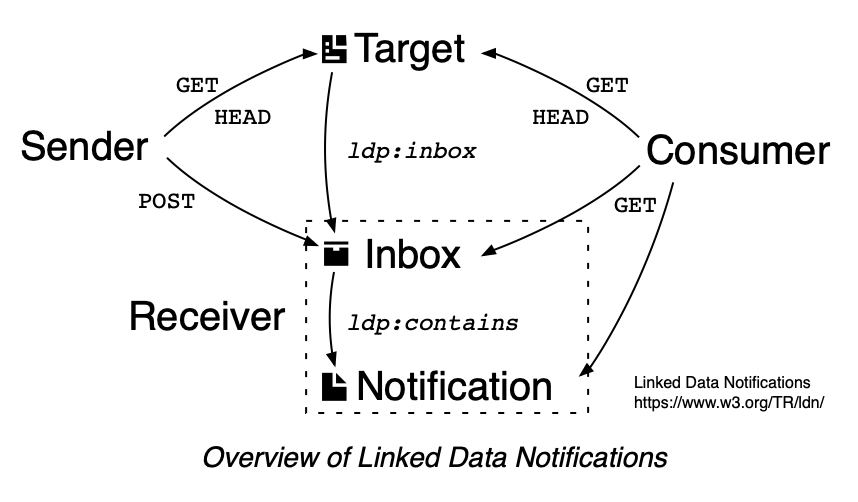 Target
GET
GET
HEAD
HEAD
Sender
ldp:inbox
Consumer
POST
GET
Inbox
Receiver
ldp:contains
Notification
Linked Data Notifications
https://www.w3.org/TR/ldn/
Overview of Linked Data Notifications